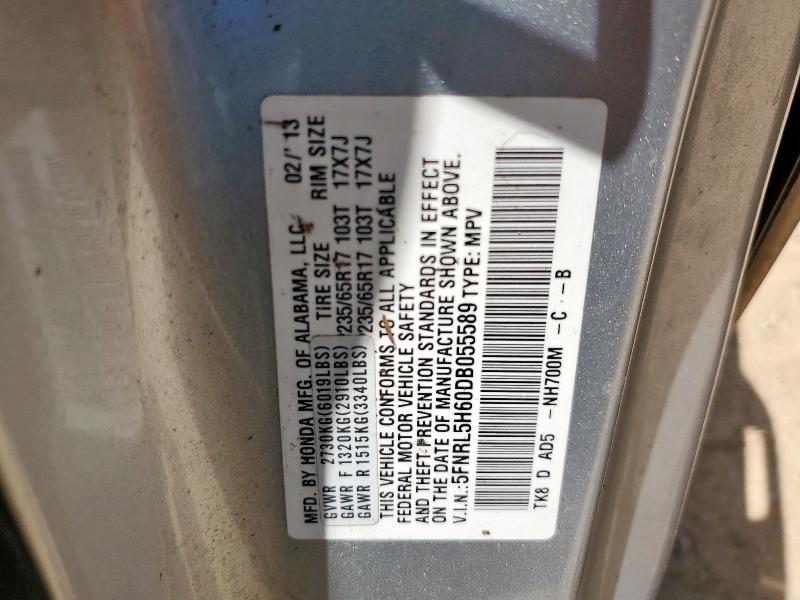 MFD. BY HONDA MFG. OF ALABAMA, LLC 02/'13
GVWR 2730KG(6019LBS) TIRE SIZE RIM SIZE
GAWR F 1320KG(2910LBS) P235/65R17 103T 17X7J
GAWR R 1515KG(3340LBS) P235/65R17 103T 17X7J
THIS VEHICLE CONFORMS TO ALL APPLICABLE
FEDERAL MOTOR VEHICLE SAFETY
AND THEFT PREVENTION STANDARDS IN EFFECT
ON THE DATE OF MANUFACTURE SHOWN ABOVE.
V.I.N.:5FNRL5H60DB055589 TYPE: MPV
TK8 D AD5 -NH700M -C -B